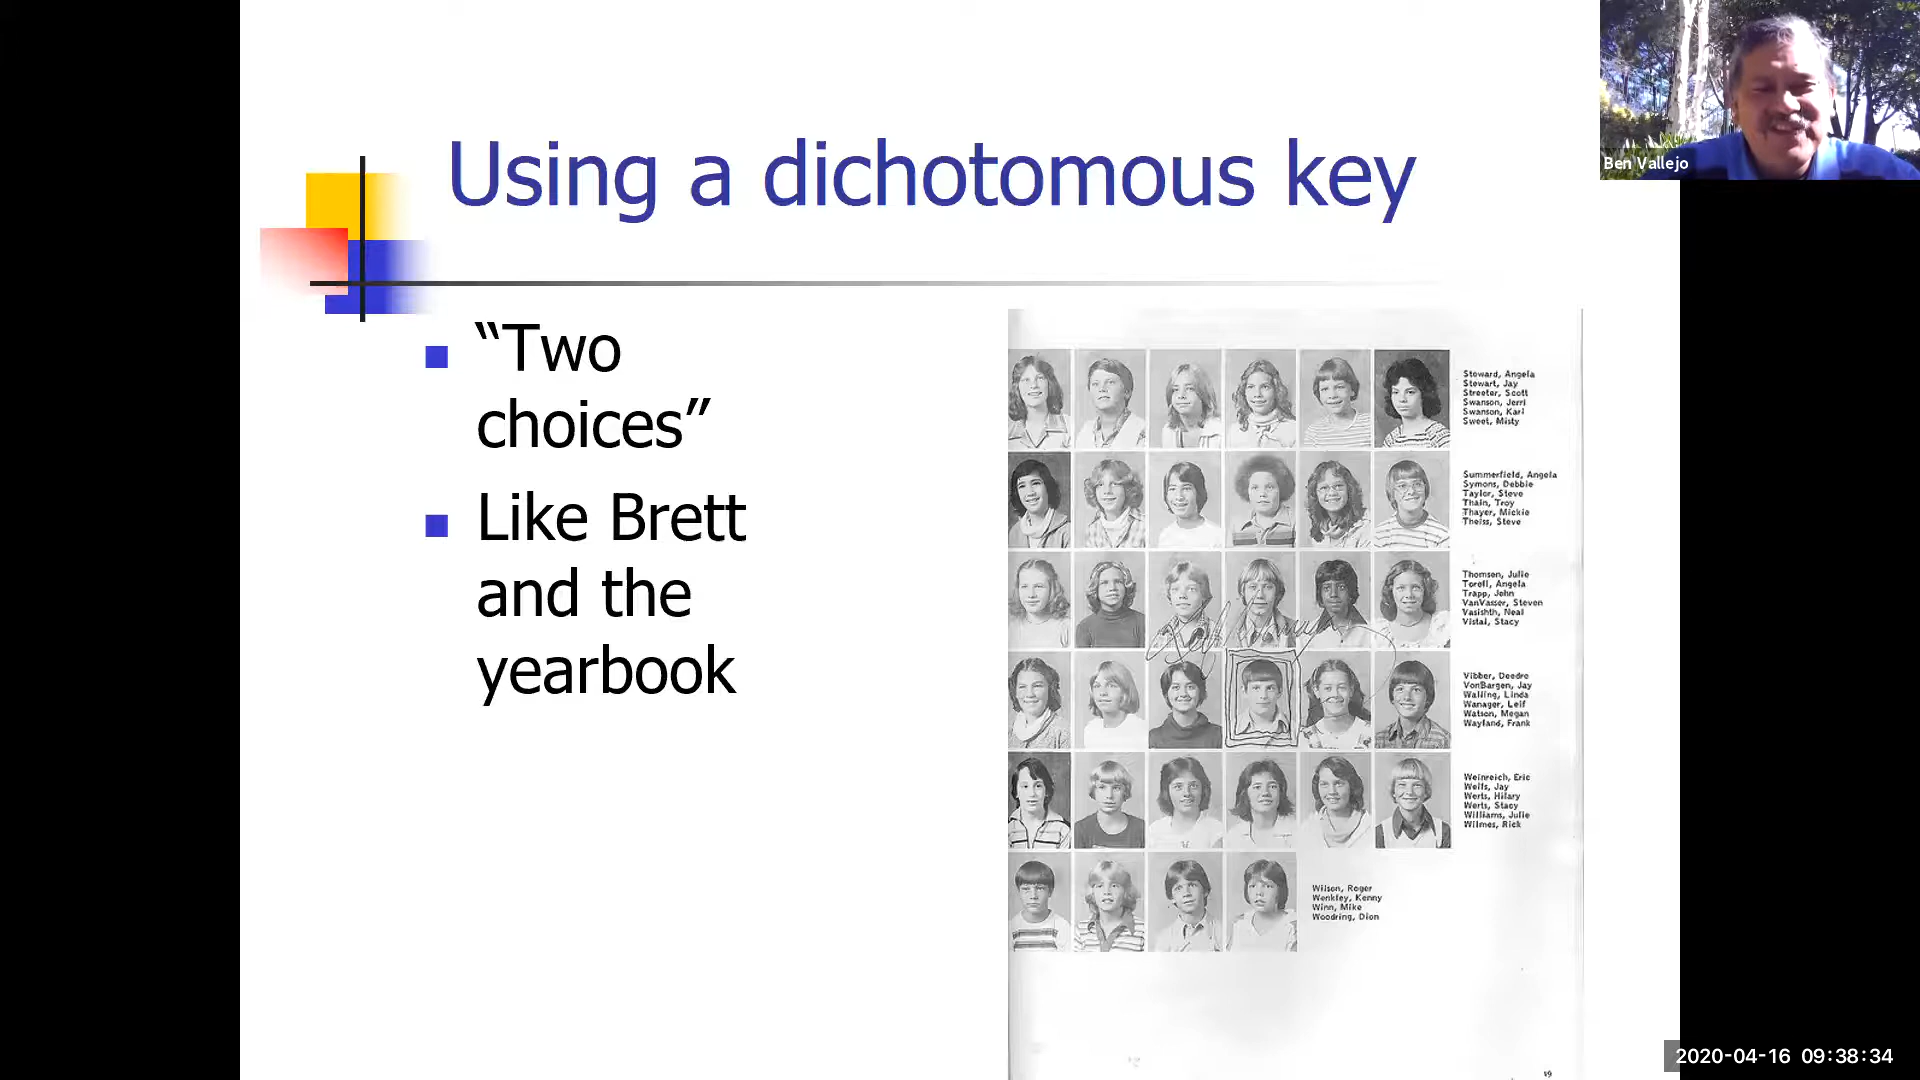 Using a dichotomous key
Ben Vallejo
“Two
choices”
Like Brett
and the
yearbook
Stoward, Angela
Stewart, Jay
Streeter, Scott
Swanson, Jerri
Swanson, Karl
Sweet, Misty
Summerfield, Angela
Symons, Debbie
Taylor, Steve
Thain, Troy
Thayer, Mickie
Theiss, Steve
Thomsen, Julie
Torell, Angela
Trapp, John
VanVasser, Steven
Vasishth, Neal
Vistal, Stacy
Vibber, Deedre
VonBargen, Jay
Walling, Linda
Wanager, Leif
Watson, Megan
Wayland, Frank
Weinreich, Eric
Welfs, Jay
Werts, Hilary
Werts, Stacy
Williams, Julie
Wilmes, Rick
Wilson, Roger
Wenkley, Kenny
Winn, Mike
Woodring, Dion
2020-04-16 09:38:34